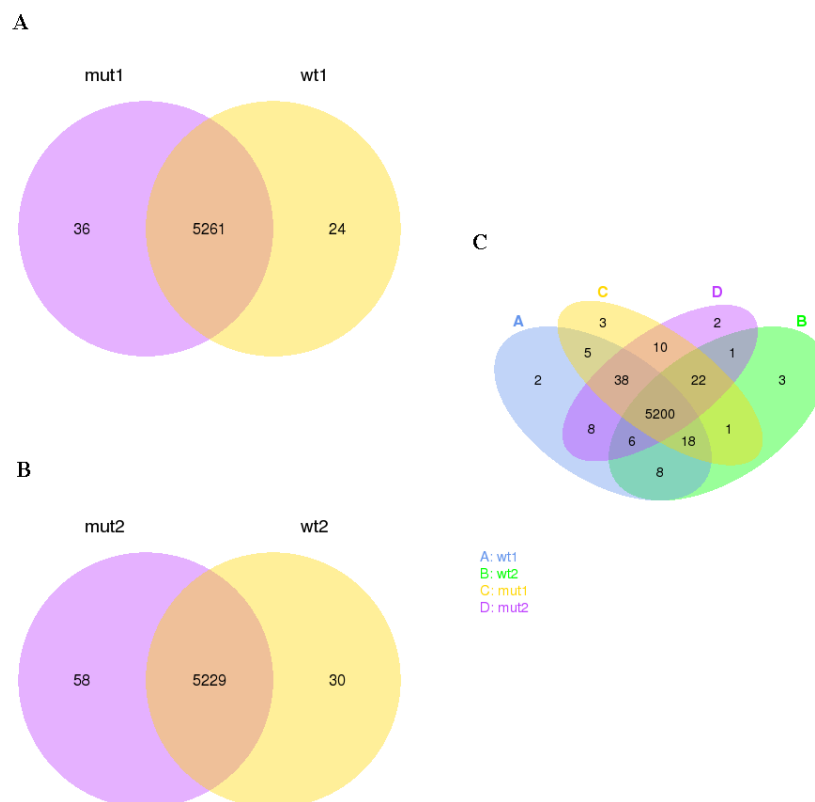 A
mut1 wt1
36 5261 24
B
mut2 wt2
58 5229 30
C
C D
A B
3 2
5 10 1
2 38 22 3
5200
8 6 18 1
8
A: wt1
B: wt2
C: mut1
D: mut2